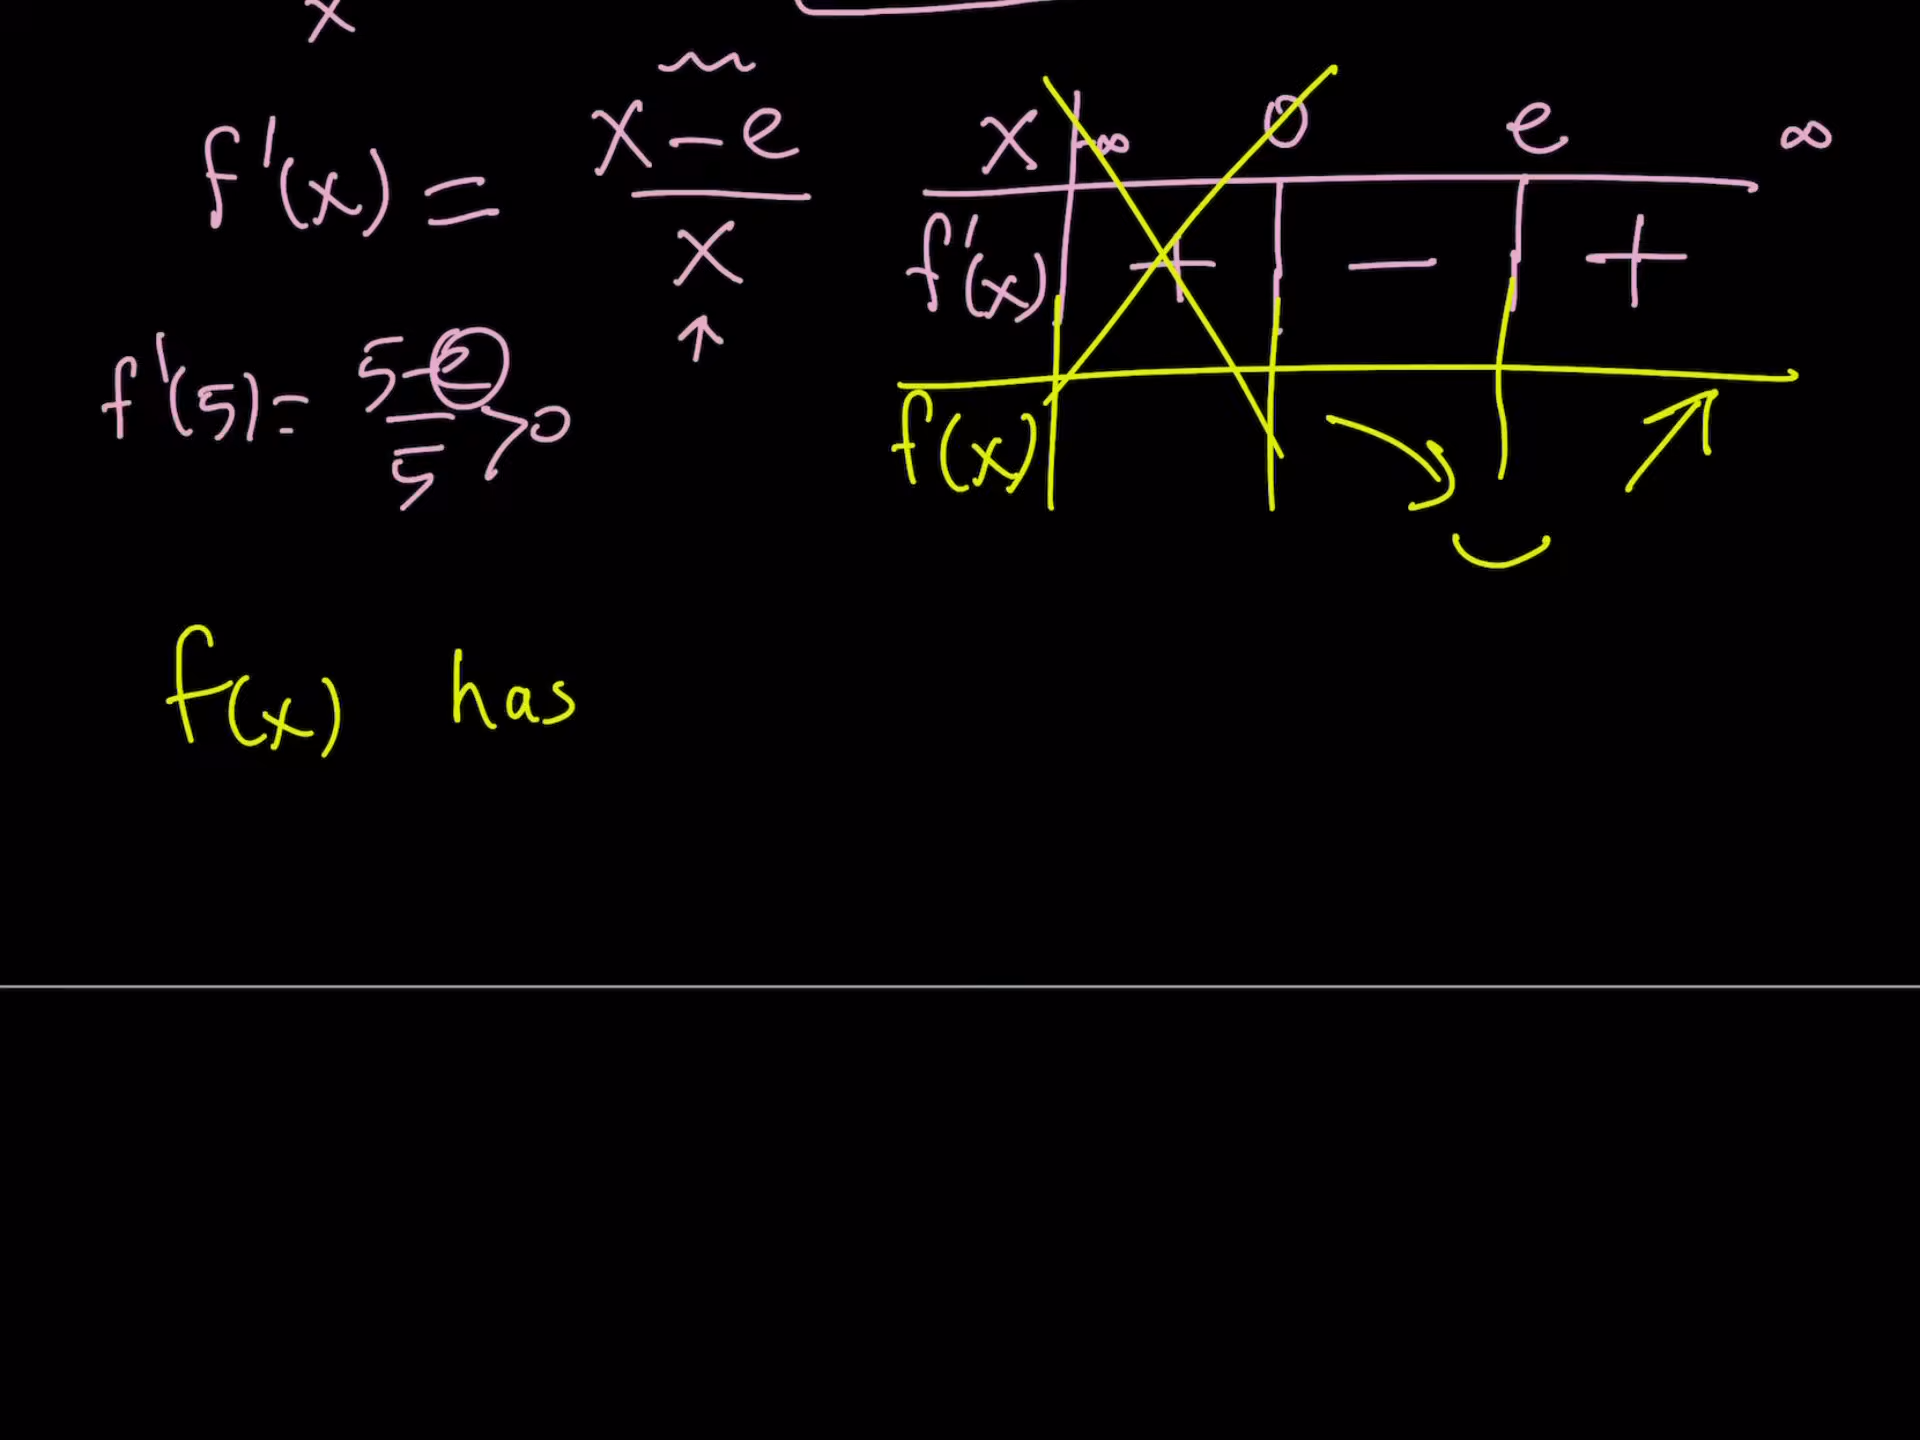 x
f'(x) = (x - e)/x
f'(5) = (5 - e)/5 > 0
x -∞ 0 e ∞
f'(x) + - +
f(x)
f(x) has